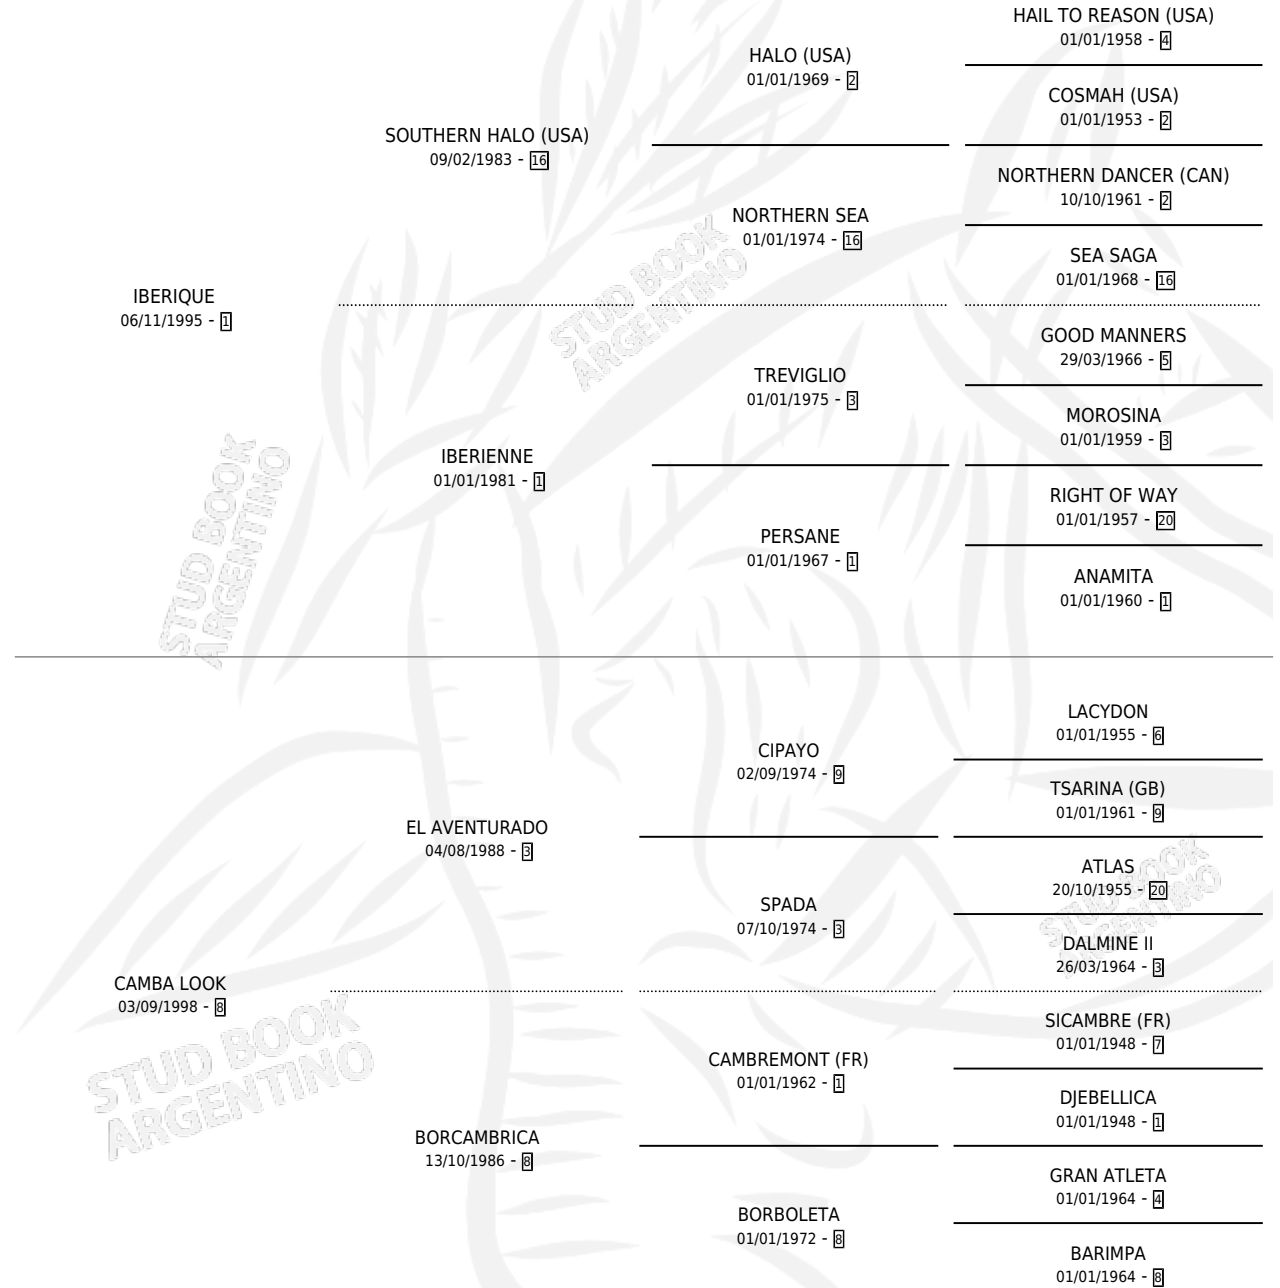 HAIL TO REASON (USA)
01/01/1958 - 4
HALO (USA)
01/01/1969 - 2
COSMAH (USA)
01/01/1953 - 2
SOUTHERN HALO (USA)
09/02/1983 - 16
NORTHERN DANCER (CAN)
10/10/1961 - 2
NORTHERN SEA
01/01/1974 - 16
SEA SAGA
01/01/1968 - 16
IBERIQUE
06/11/1995 - 1
STUD BOOK
ARGENTINO
GOOD MANNERS
29/03/1966 - 5
TREVIGLIO
01/01/1975 - 3
MOROSINA
01/01/1959 - 3
IBERIENNE
01/01/1981 - 1
RIGHT OF WAY
01/01/1957 - 20
PERSANE
01/01/1967 - 1
ANAMITA
01/01/1960 - 1
STUD BOOK
ARGENTINO
LACYDON
01/01/1955 - 6
CIPAYO
02/09/1974 - 9
TSARINA (GB)
01/01/1961 - 9
EL AVENTURADO
04/08/1988 - 3
ATLAS
20/10/1955 - 20
SPADA
07/10/1974 - 3
STUD BOOK
ARGENTINO
DALMINE II
26/03/1964 - 3
CAMBA LOOK
03/09/1998 - 8
SICAMBRE (FR)
01/01/1948 - 7
CAMBREMONT (FR)
01/01/1962 - 1
STUD BOOK
ARGENTINO
DJEBELLICA
01/01/1948 - 1
BORCAMBRICA
13/10/1986 - 8
GRAN ATLETA
01/01/1964 - 4
BORBOLETA
01/01/1972 - 8
BARIMPA
01/01/1964 - 8